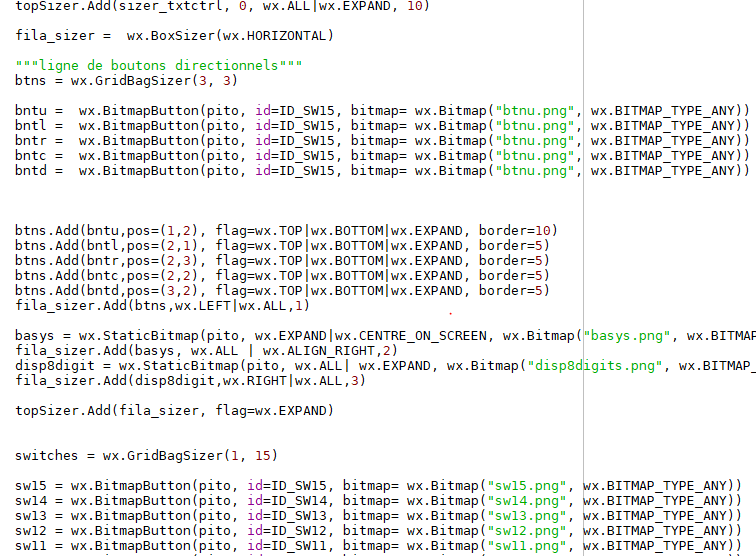 topSizer.Add(sizer_txtctrl, 0, wx.ALL|wx.EXPAND, 10)
fila_sizer =  wx.BoxSizer(wx.HORIZONTAL)
"""ligne de boutons directionnels"""
btns = wx.GridBagSizer(3, 3)
bntu =  wx.BitmapButton(pito, id=ID_SW15, bitmap= wx.Bitmap("btnu.png", wx.BITMAP_TYPE_ANY))
bntl =  wx.BitmapButton(pito, id=ID_SW15, bitmap= wx.Bitmap("btnu.png", wx.BITMAP_TYPE_ANY))
bntr =  wx.BitmapButton(pito, id=ID_SW15, bitmap= wx.Bitmap("btnu.png", wx.BITMAP_TYPE_ANY))
bntc =  wx.BitmapButton(pito, id=ID_SW15, bitmap= wx.Bitmap("btnu.png", wx.BITMAP_TYPE_ANY))
bntd =  wx.BitmapButton(pito, id=ID_SW15, bitmap= wx.Bitmap("btnu.png", wx.BITMAP_TYPE_ANY))
btns.Add(bntu,pos=(1,2), flag=wx.TOP|wx.BOTTOM|wx.EXPAND, border=10)
btns.Add(bntl,pos=(2,1), flag=wx.TOP|wx.BOTTOM|wx.EXPAND, border=5)
btns.Add(bntr,pos=(2,3), flag=wx.TOP|wx.BOTTOM|wx.EXPAND, border=5)
btns.Add(bntc,pos=(2,2), flag=wx.TOP|wx.BOTTOM|wx.EXPAND, border=5)
btns.Add(bntd,pos=(3,2), flag=wx.TOP|wx.BOTTOM|wx.EXPAND, border=5)
fila_sizer.Add(btns,wx.LEFT|wx.ALL,1)
basys = wx.StaticBitmap(pito, wx.EXPAND|wx.CENTRE_ON_SCREEN, wx.Bitmap("basys.png", wx.BITMAP
fila_sizer.Add(basys, wx.ALL | wx.ALIGN_RIGHT,2)
disp8digit = wx.StaticBitmap(pito, wx.ALL| wx.EXPAND, wx.Bitmap("disp8digits.png", wx.BITMAP_
fila_sizer.Add(disp8digit,wx.RIGHT|wx.ALL,3)
topSizer.Add(fila_sizer, flag=wx.EXPAND)
switches = wx.GridBagSizer(1, 15)
sw15 = wx.BitmapButton(pito, id=ID_SW15, bitmap= wx.Bitmap("sw15.png", wx.BITMAP_TYPE_ANY))
sw14 = wx.BitmapButton(pito, id=ID_SW14, bitmap= wx.Bitmap("sw14.png", wx.BITMAP_TYPE_ANY))
sw13 = wx.BitmapButton(pito, id=ID_SW13, bitmap= wx.Bitmap("sw13.png", wx.BITMAP_TYPE_ANY))
sw12 = wx.BitmapButton(pito, id=ID_SW12, bitmap= wx.Bitmap("sw12.png", wx.BITMAP_TYPE_ANY))
sw11 = wx.BitmapButton(pito, id=ID_SW11, bitmap= wx.Bitmap("sw11.png", wx.BITMAP_TYPE_ANY))